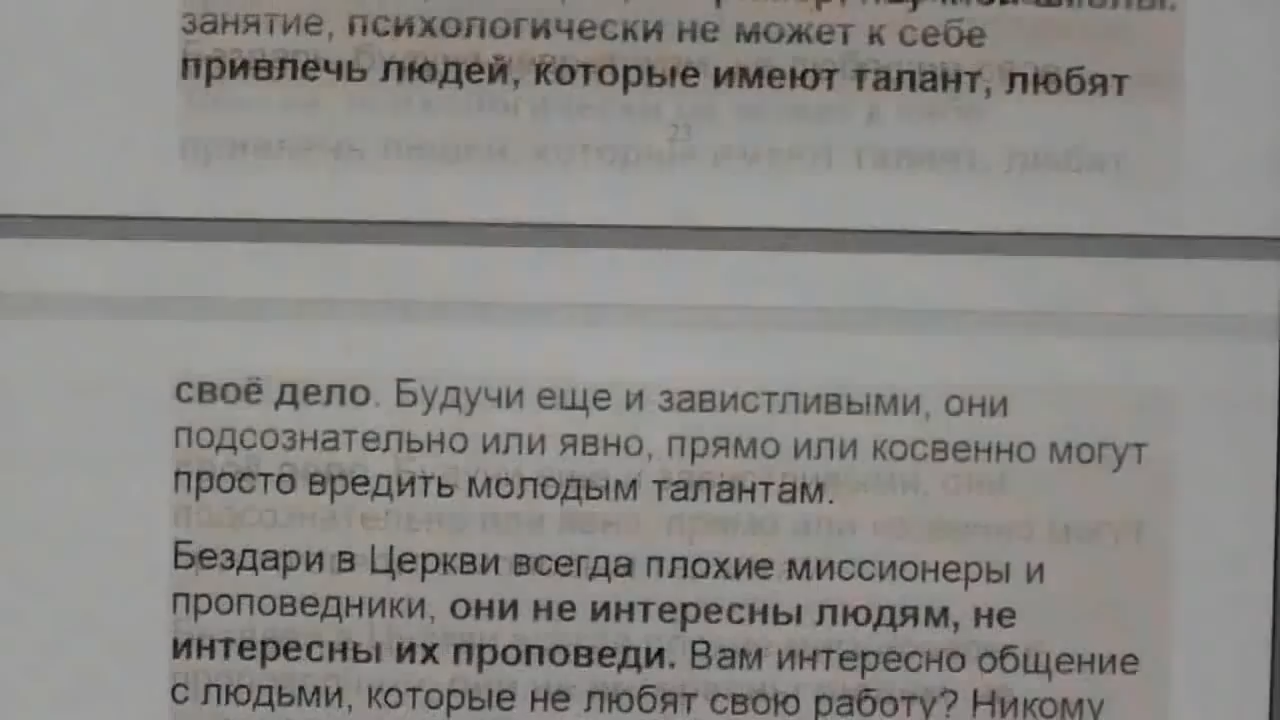 занятие, психологически не может к себе
привлечь людей, которые имеют талант, любят
23
своё дело. Будучи еще и завистливыми, они
подсознательно или явно, прямо или косвенно могут
просто вредить молодым талантам.
Бездари в Церкви всегда плохие миссионеры и
проповедники, они не интересны людям, не
интересны их проповеди. Вам интересно общение
с людьми, которые не любят свою работу? Никому